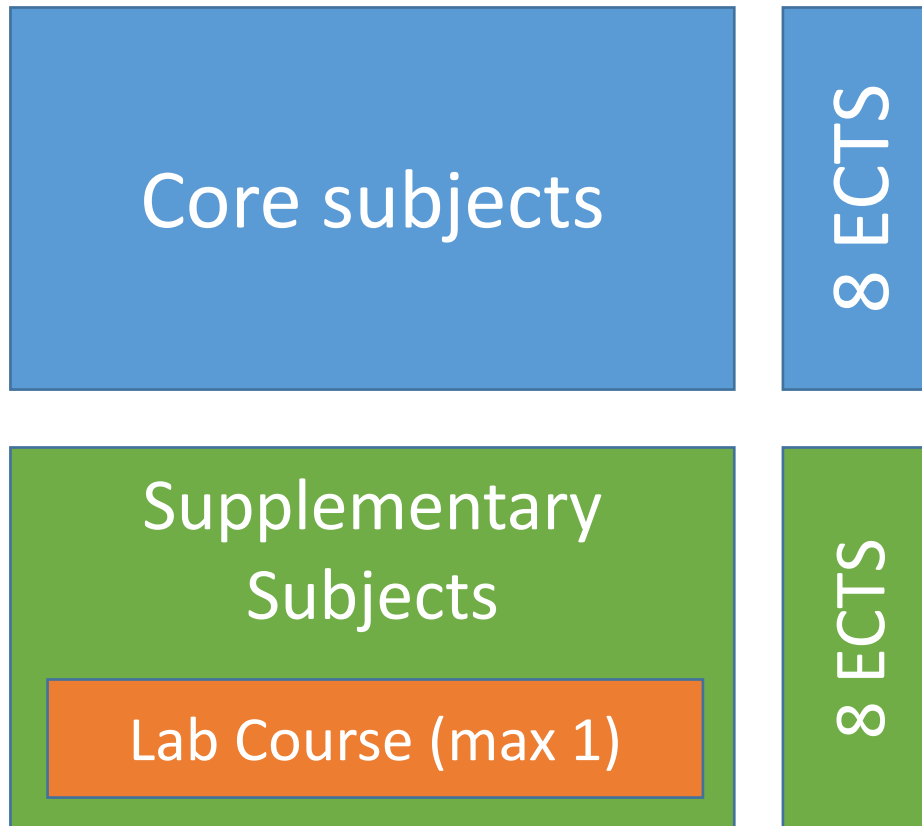 Core subjects
8 ECTS
Supplementary
Subjects
Lab Course (max 1)
8 ECTS